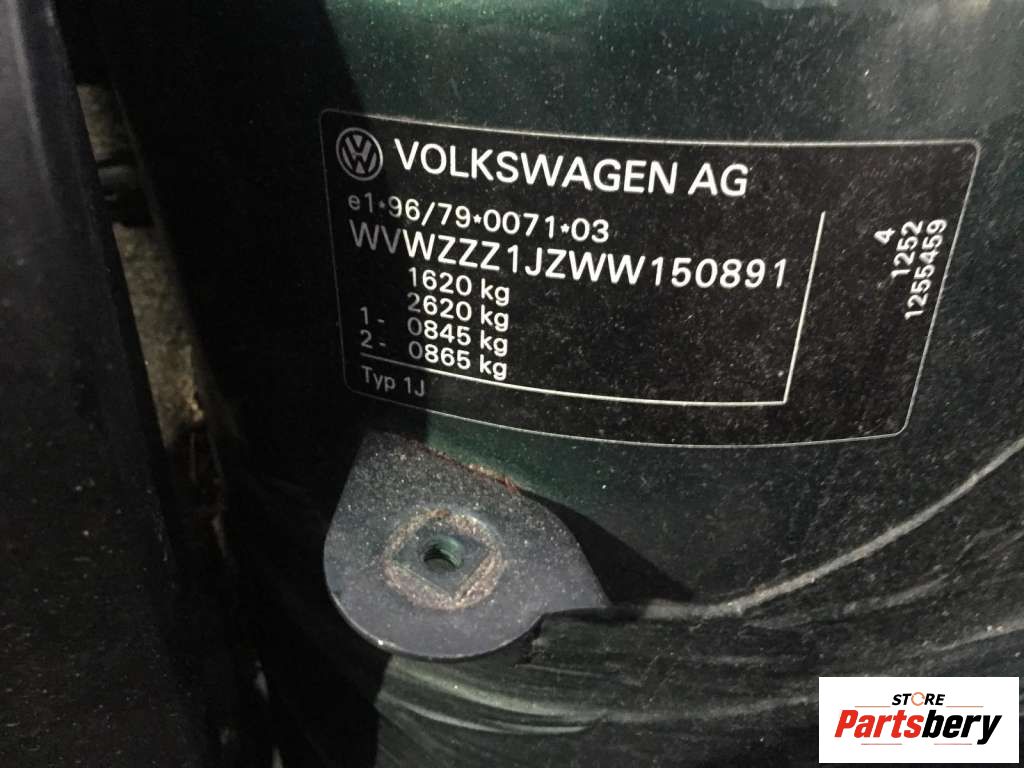 VOLKSWAGEN AG
e1*96/79*0071*03
WVWZZZ1JZWW150891
1620 kg
2620 kg
1- 0845 kg
2- 0865 kg
Typ 1J
4
1252
1255459
STORE
Partsbery